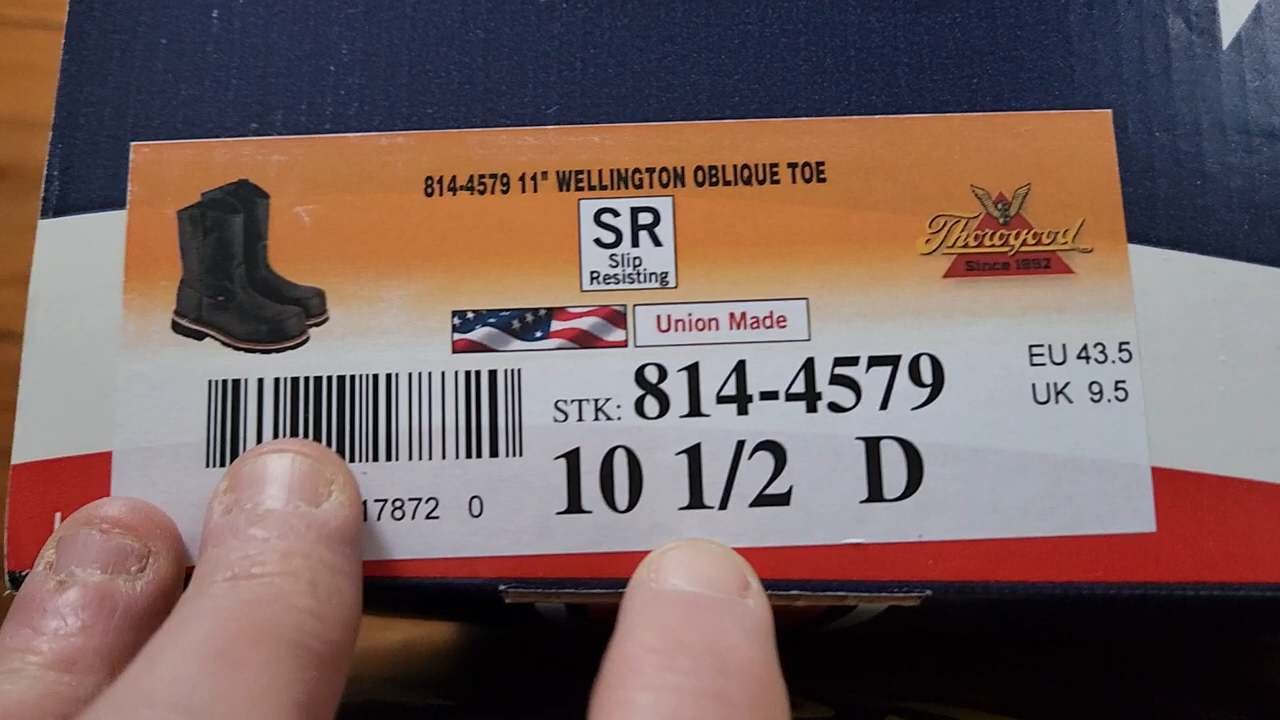 814-4579 11" WELLINGTON OBLIQUE TOE
SR
Slip
Resisting
Thorogood
Since 1892
Union Made
EU 43.5
UK 9.5
STK: 814-4579
10 1/2 D
17872 0